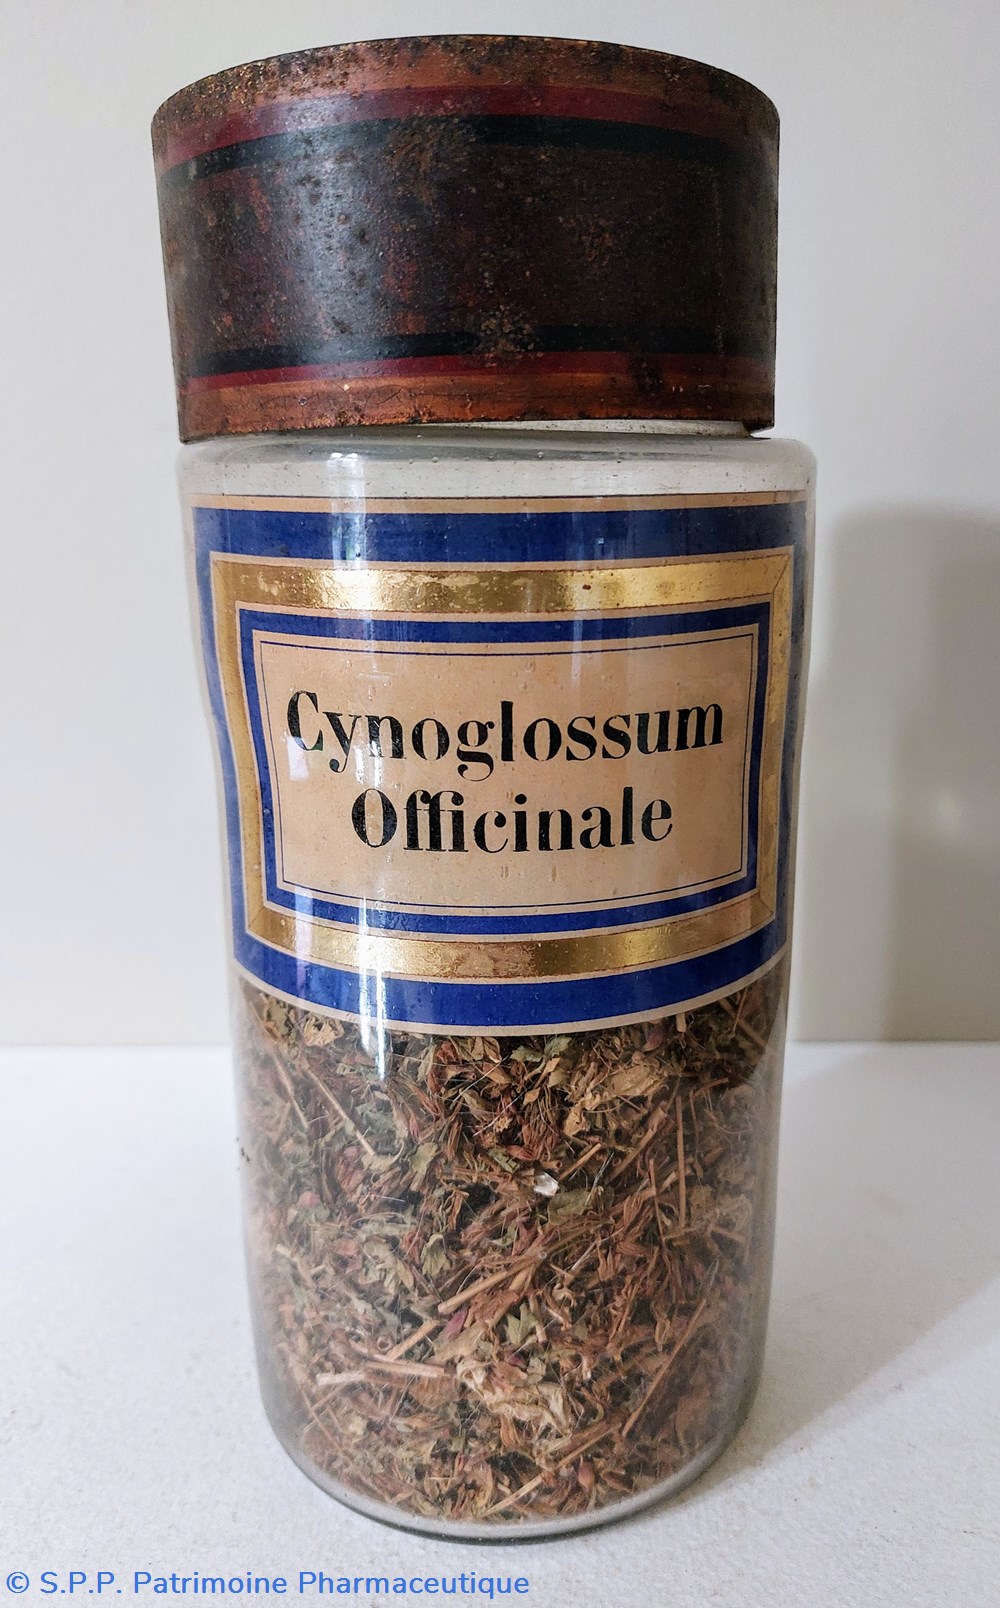 Cynoglossum
Officinale
© S.P.P. Patrimoine Pharmaceutique